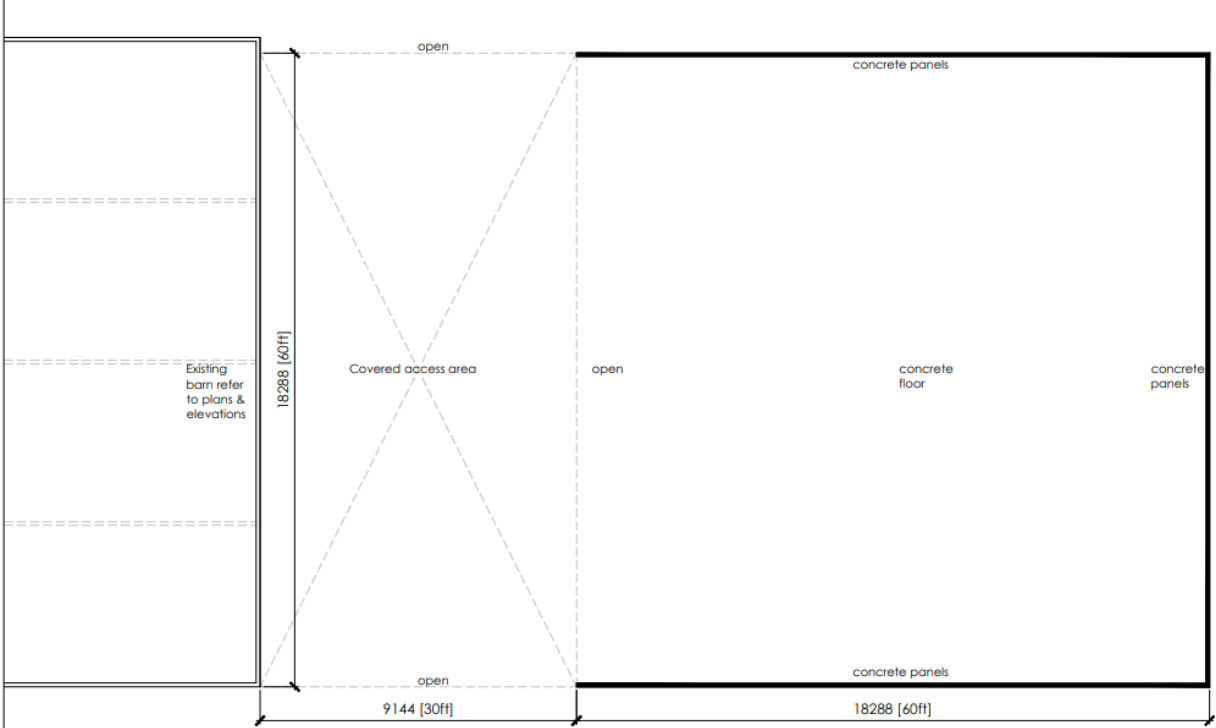 open
concrete panels
18288 [60ft]
Existing
barn refer
to plans &
elevations
Covered access area
open
concrete
floor
concrete
panels
concrete panels
open
9144 [30ft]
18288 [60ft]